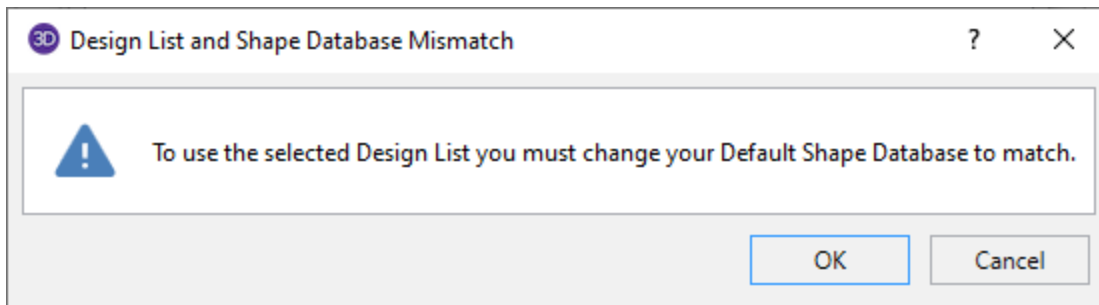 3D Design List and Shape Database Mismatch ?
To use the selected Design List you must change your Default Shape Database to match.
OK Cancel